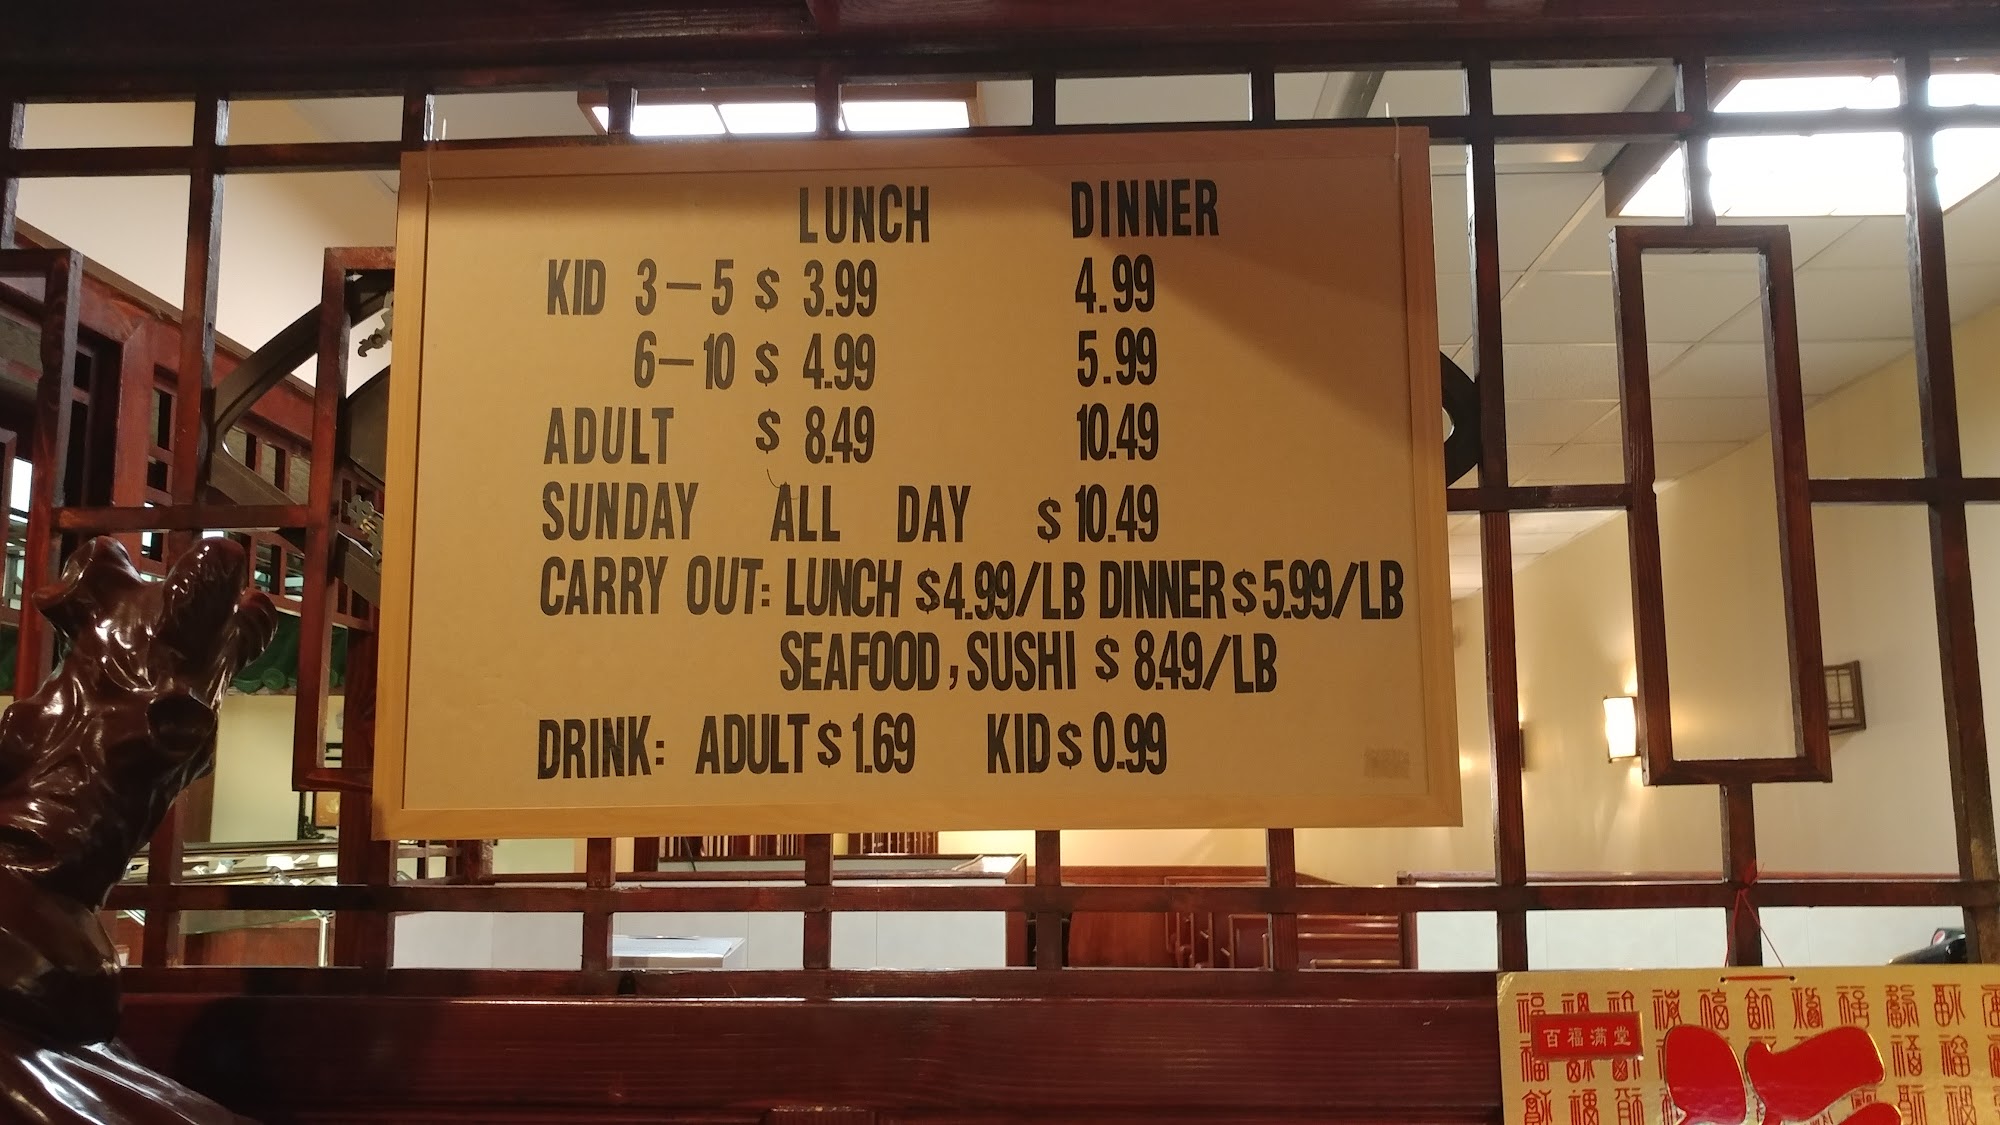 LUNCH DINNER
KID 3-5 $ 3.99 4.99
6-10 $ 4.99 5.99
ADULT $ 8.49 10.49
SUNDAY ALL DAY $ 10.49
CARRY OUT: LUNCH $4.99/LB DINNER $5.99/LB
SEAFOOD, SUSHI $ 8.49/LB
DRINK: ADULT $ 1.69 KID $ 0.99
百福满堂